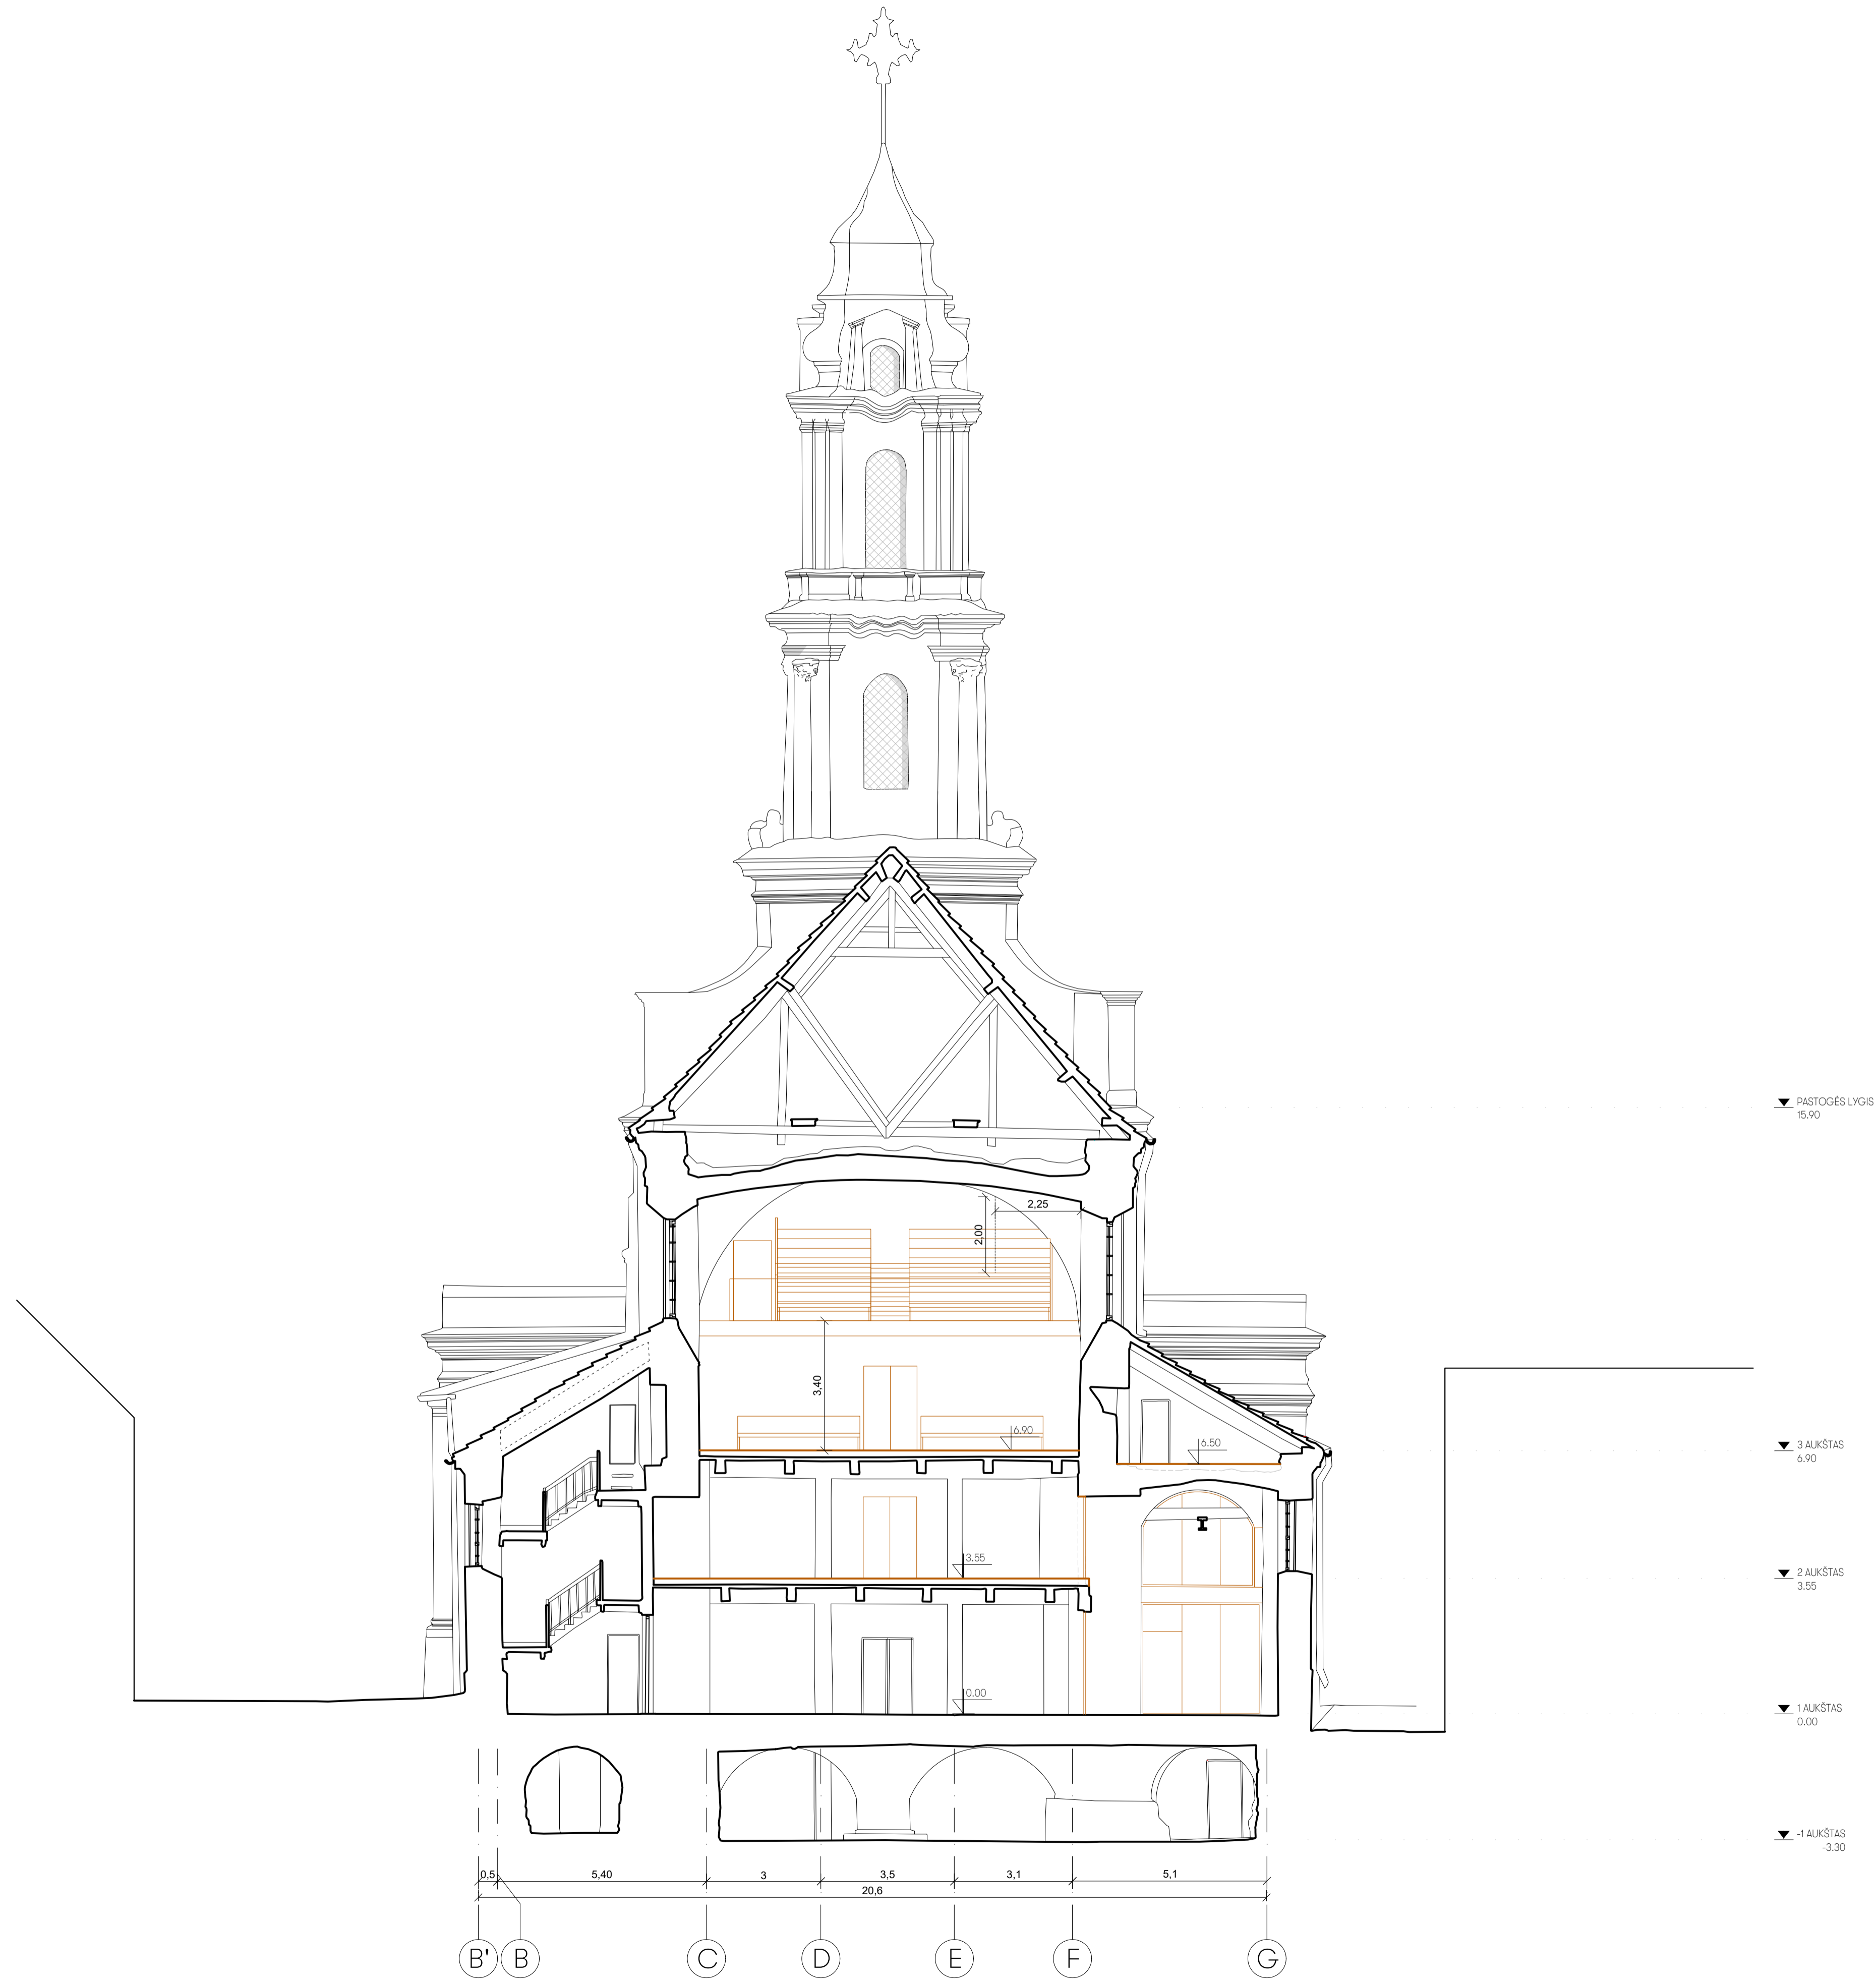 PASTOGĖS LYGIS
15.90
2,25
2,00
3,40
6.90
6.50
3 AUKŠTAS
6.90
3.55
2 AUKŠTAS
3.55
0.00
1 AUKŠTAS
0.00
-1 AUKŠTAS
-3.30
0,5 5,40 3 3,5 3,1 5,1
20,6
B' B C D E F G